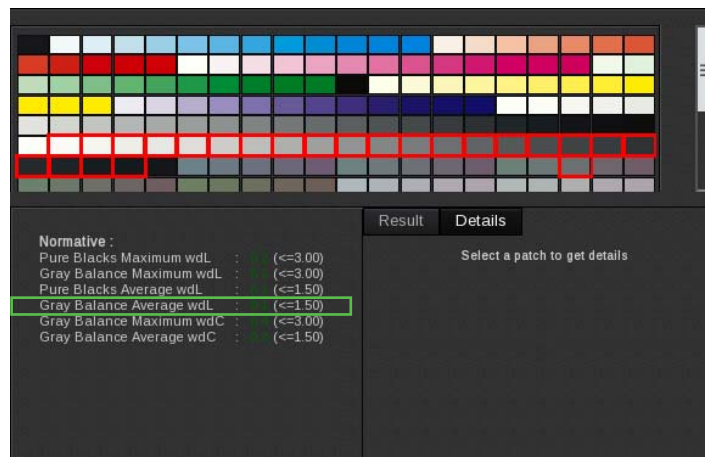 Result Details
Normative :
Select a patch to get details
Pure Blacks Maximum wdL : (<=3.00)
Gray Balance Maximum wdL : (<=3.00)
Pure Blacks Average wdL : (<=1.50)
Gray Balance Average wdL : (<=1.50)
Gray Balance Maximum wdC : (<=3.00)
Gray Balance Average wdC : (<=1.50)